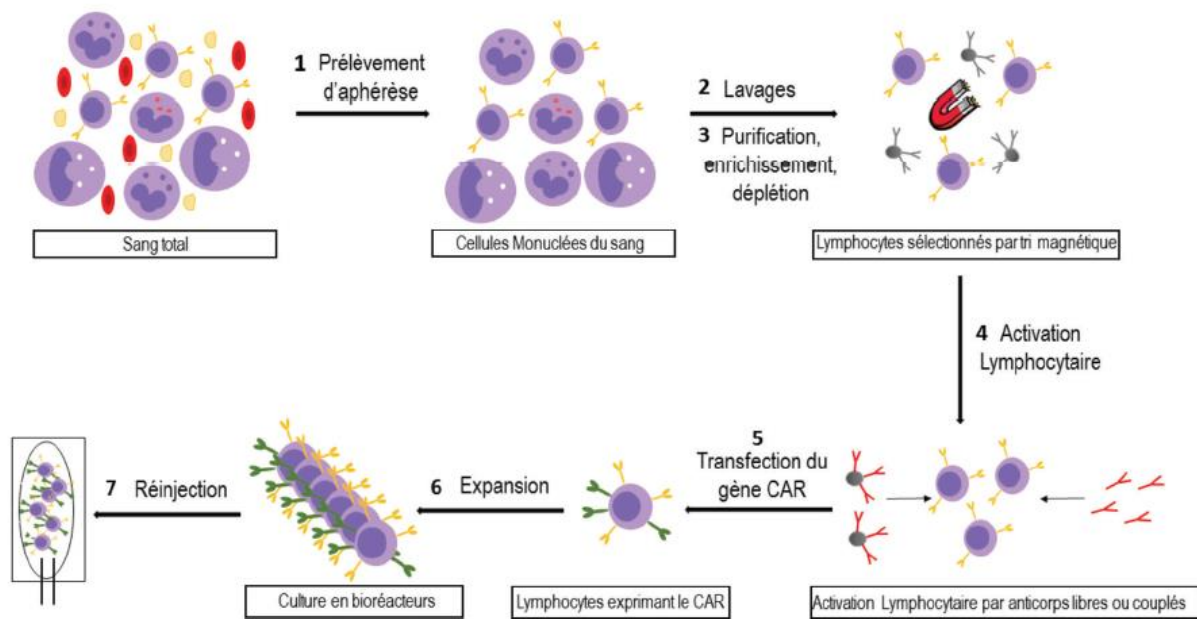 1 Prélèvement
d'aphérèse
2 Lavages
3 Purification,
enrichissement,
déplétion
Sang total
Cellules Monuclées du sang
Lymphocytes sélectionnés par tri magnétique
4 Activation
Lymphocytaire
5
Transfection du
gène CAR
6 Expansion
7 Réinjection
Culture en bioréacteurs
Lymphocytes exprimant le CAR
Activation Lymphocytaire par anticorps libres ou couplés